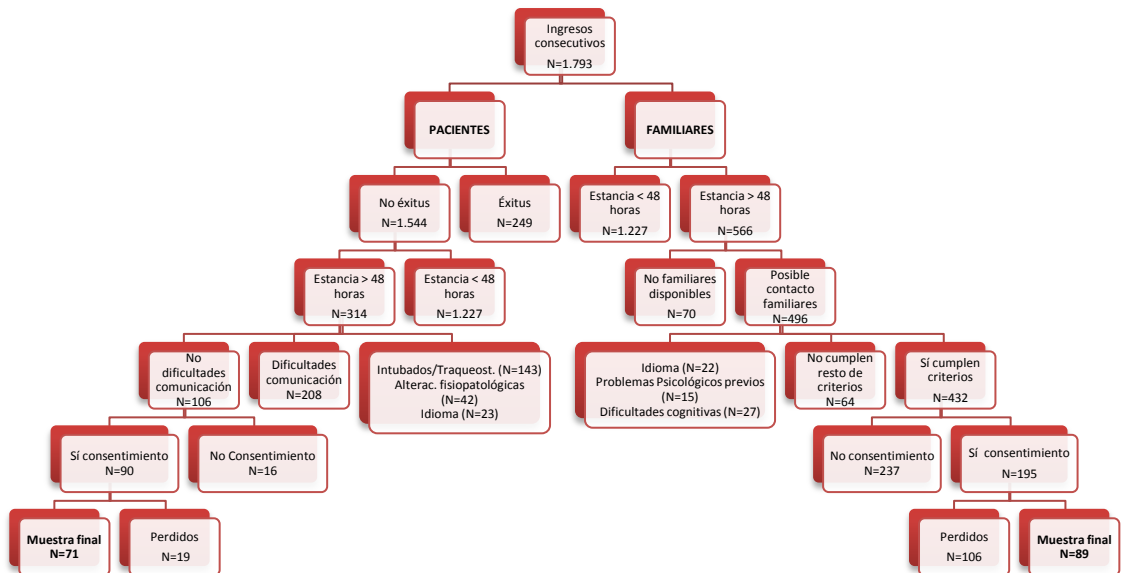 Ingresos
consecutivos
N=1.793
PACIENTES
FAMILIARES
No éxitus
N=1.544
Éxitus
N=249
Estancia < 48
horas
N=1.227
Estancia > 48
horas
N=566
Estancia > 48
horas
N=314
Estancia < 48
horas
N=1.227
No familiares
disponibles
N=70
Posible
contacto
familiares
N=496
No
dificultades
comunicación
N=106
Dificultades
comunicación
N=208
Intubados/Traqueost. (N=143)
Alterac. fisiopatológicas
(N=42)
Idioma (N=23)
Idioma (N=22)
Problemas Psicológicos previos
(N=15)
Dificultades cognitivas (N=27)
No cumplen
resto de
criterios
N=64
Sí cumplen
criterios
N=432
Sí consentimiento
N=90
No Consentimiento
N=16
No consentimiento
N=237
Sí consentimiento
N=195
Muestra final
N=71
Perdidos
N=19
Perdidos
N=106
Muestra final
N=89